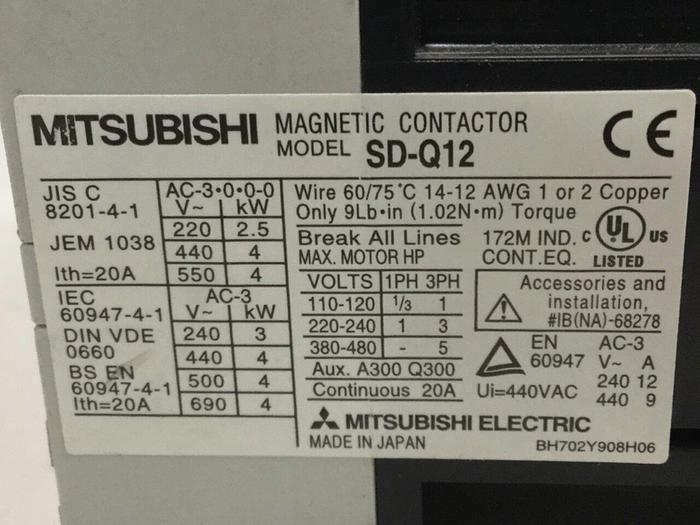 MITSUBISHI MAGNETIC CONTACTOR
MODEL SD-Q12
CE
JIS C
8201-4-1
JEM 1038
Ith=20A
AC-3•0•0-0
V~ kW
220 2.5
440 4
550 4
IEC
60947-4-1
DIN VDE
0660
BS EN
60947-4-1
Ith=20A
AC-3
V~ kW
240 3
440 4
500 4
690 4
Wire 60/75°C 14-12 AWG 1 or 2 Copper
Only 9Lb•in (1.02N•m) Torque
Break All Lines
MAX. MOTOR HP
VOLTS 1PH 3PH
110-120 1/3 1
220-240 1 3
380-480 - 5
Aux. A300 Q300
Continuous 20A
172M IND.
CONT.EQ.
C UL US
LISTED
Accessories and
installation,
#IB(NA)-68278
EN
60947
Ui=440VAC
AC-3
V~ A
240 12
440 9
MITSUBISHI ELECTRIC
MADE IN JAPAN
BH702Y908H06